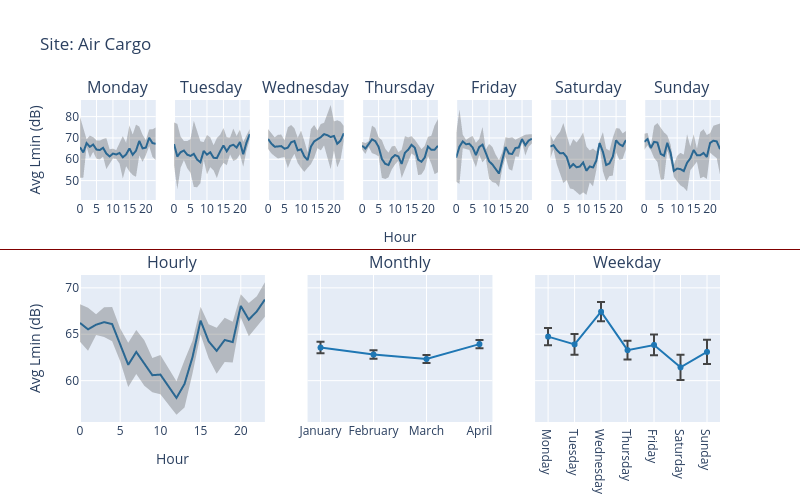 Site: Air Cargo
Monday Tuesday Wednesday Thursday Friday Saturday Sunday
Avg Lmin (dB)
80
70
60
50
0 5 10 15 20 0 5 10 15 20 0 5 10 15 20 0 5 10 15 20 0 5 10 15 20 0 5 10 15 20 0 5 10 15 20
Hour
Hourly Monthly Weekday
Avg Lmin (dB)
70
65
60
0 5 10 15 20
January February March April
Monday
Tuesday
Wednesday
Thursday
Friday
Saturday
Sunday
Hour